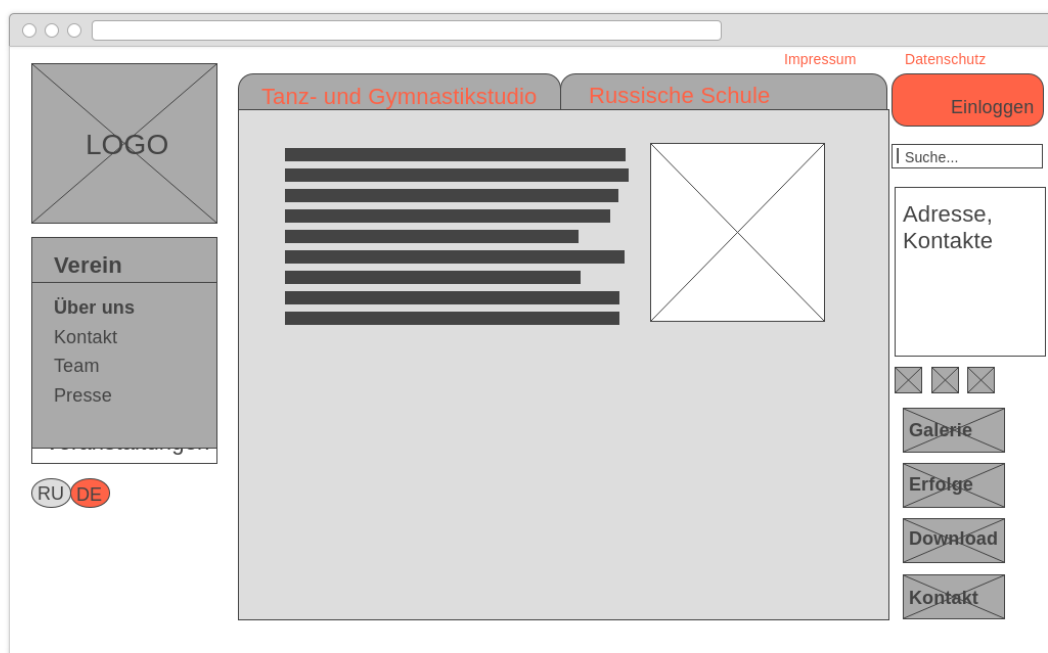 Impressum
Datenschutz
Tanz- und Gymnastikstudio
Russische Schule
Einloggen
LOGO
Suche...
Adresse,
Kontakte
Verein
Über uns
Kontakt
Team
Presse
RU
DE
Galerie
Erfolge
Download
Kontakt